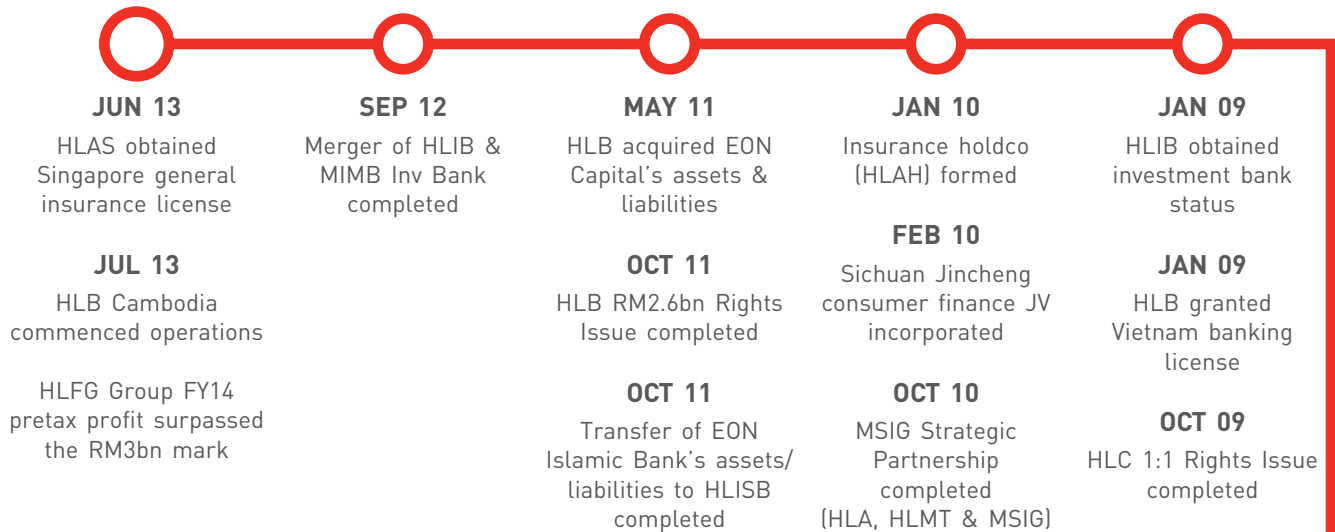 JUN 13
HLAS obtained
Singapore general
insurance license
JUL 13
HLB Cambodia
commenced operations
HLFG Group FY14
pretax profit surpassed
the RM3bn mark
SEP 12
Merger of HLIB &
MIMB Inv Bank
completed
MAY 11
HLB acquired EON
Capital's assets &
liabilities
OCT 11
HLB RM2.6bn Rights
Issue completed
OCT 11
Transfer of EON
Islamic Bank's assets/
liabilities to HLISB
completed
JAN 10
Insurance holdco
(HLAH) formed
FEB 10
Sichuan Jincheng
consumer finance JV
incorporated
OCT 10
MSIG Strategic
Partnership
completed
(HLA, HLMT & MSIG)
JAN 09
HLIB obtained
investment bank
status
JAN 09
HLB granted
Vietnam banking
license
OCT 09
HLC 1:1 Rights Issue
completed